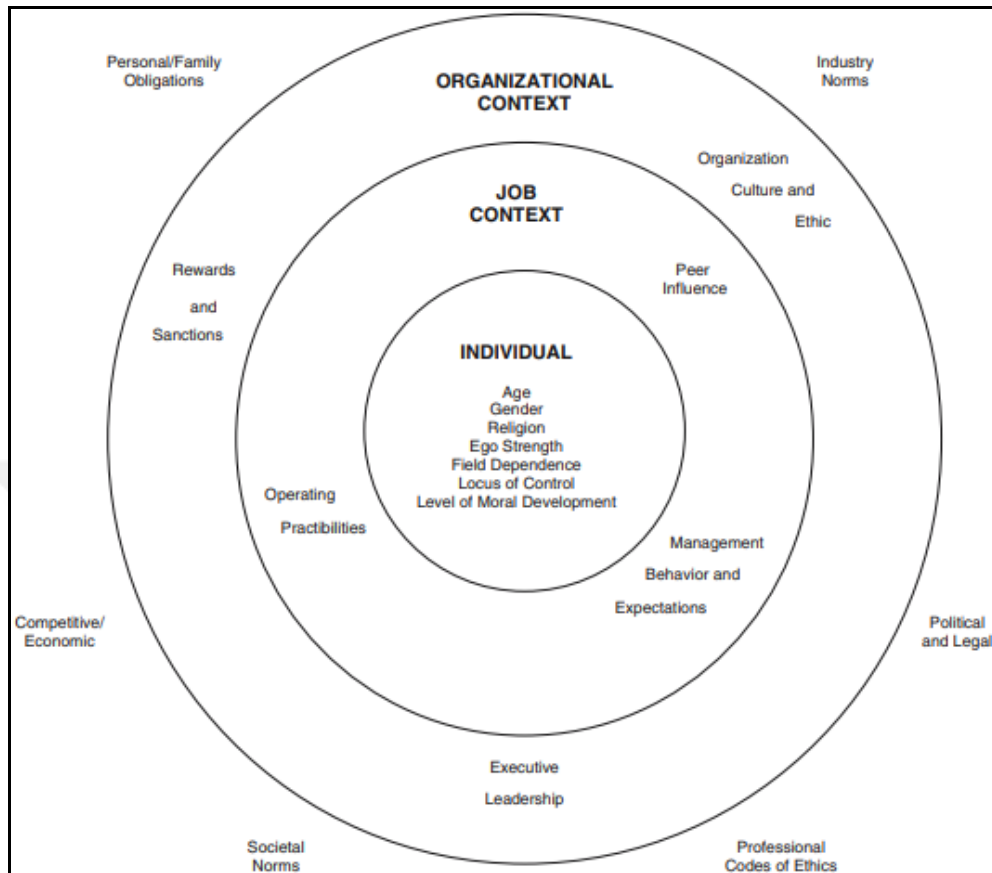 Personal/Family
Obligations
Industry
Norms
ORGANIZATIONAL
CONTEXT
Organization
Culture and
Ethic
JOB
CONTEXT
Rewards
and
Sanctions
Peer
Influence
INDIVIDUAL
Age
Gender
Religion
Ego Strength
Field Dependence
Locus of Control
Level of Moral Development
Operating
Practibilities
Management
Behavior and
Expectations
Competitive/
Economic
Political
and Legal
Executive
Leadership
Societal
Norms
Professional
Codes of Ethics